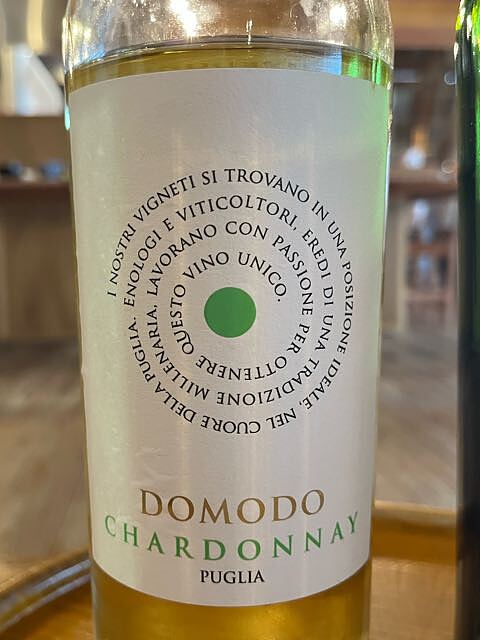 I NOSTRI VIGNETI SI TROVANO IN UNA POSIZIONE IDEALE, NEL CUORE DELLA PUGLIA. ENOLOGI E VITICOLTORI, EREDI DI UNA TRADIZIONE MILLENARIA, LAVORANO CON PASSIONE PER OTTENERE QUESTO VINO UNICO.
DOMODO
CHARDONNAY
PUGLIA